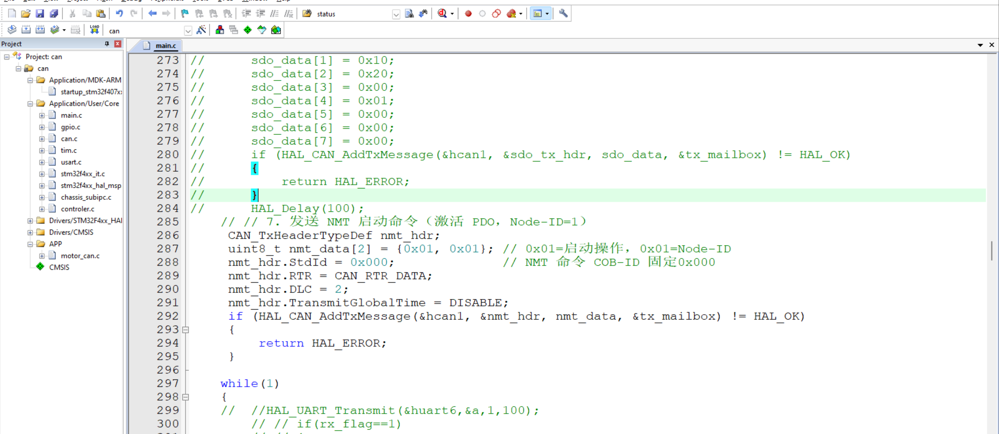 status
can
Project
main.c
Project: can
can
Application/MDK-ARM
startup_stm32f407x
Application/User/Core
main.c
gpio.c
can.c
tim.c
usart.c
stm32f4xx_it.c
stm32f4xx_hal_msp
chassis_subipc.c
controler.c
Drivers/STM32F4xx_HA
Drivers/CMSIS
APP
motor_can.c
CMSIS
273 // sdo_data[1] = 0x10;
274 // sdo_data[2] = 0x20;
275 // sdo_data[3] = 0x00;
276 // sdo_data[4] = 0x01;
277 // sdo_data[5] = 0x00;
278 // sdo_data[6] = 0x00;
279 // sdo_data[7] = 0x00;
280 // if (HAL_CAN_AddTxMessage(&hcan1, &sdo_tx_hdr, sdo_data, &tx_mailbox) != HAL_OK)
281 // {
282 // return HAL_ERROR;
283 // }
284 // HAL_Delay(100);
285 // // 7. 发送 NMT 启动命令（激活 PDO，Node-ID=1）
286 CAN_TxHeaderTypeDef nmt_hdr;
287 uint8_t nmt_data[2] = {0x01, 0x01}; // 0x01=启动操作，0x01=Node-ID
288 nmt_hdr.StdId = 0x000; // NMT 命令 COB-ID 固定0x000
289 nmt_hdr.RTR = CAN_RTR_DATA;
290 nmt_hdr.DLC = 2;
291 nmt_hdr.TransmitGlobalTime = DISABLE;
292 if (HAL_CAN_AddTxMessage(&hcan1, &nmt_hdr, nmt_data, &tx_mailbox) != HAL_OK)
293 {
294 return HAL_ERROR;
295 }
296
297 while(1)
298 {
299 // //HAL_UART_Transmit(&huart6,&a,1,100);
300 // // if(rx_flag==1)